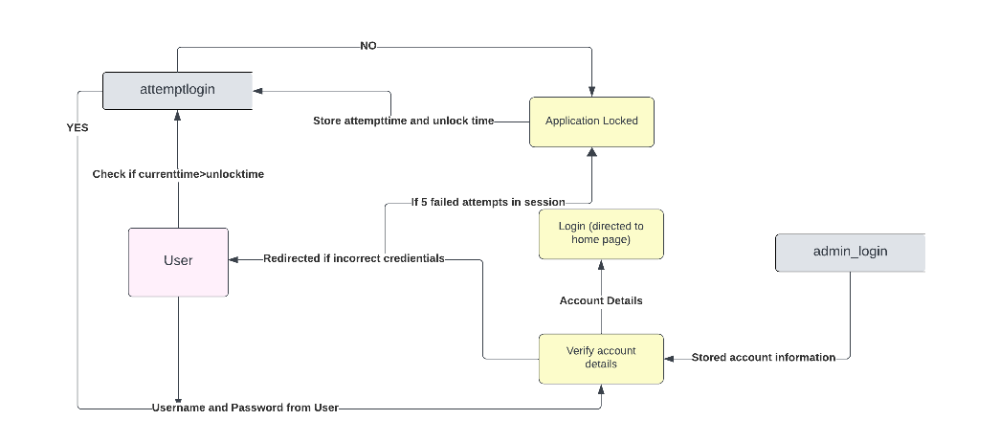 NO
attemptlogin
Store attempttime and unlock time
Application Locked
YES
Check if currenttime>unlocktime
If 5 failed attempts in session
Login (directed to
home page)
User
Redirected if incorrect credientials
admin_login
Account Details
Verify account
details
Stored account information
Username and Password from User